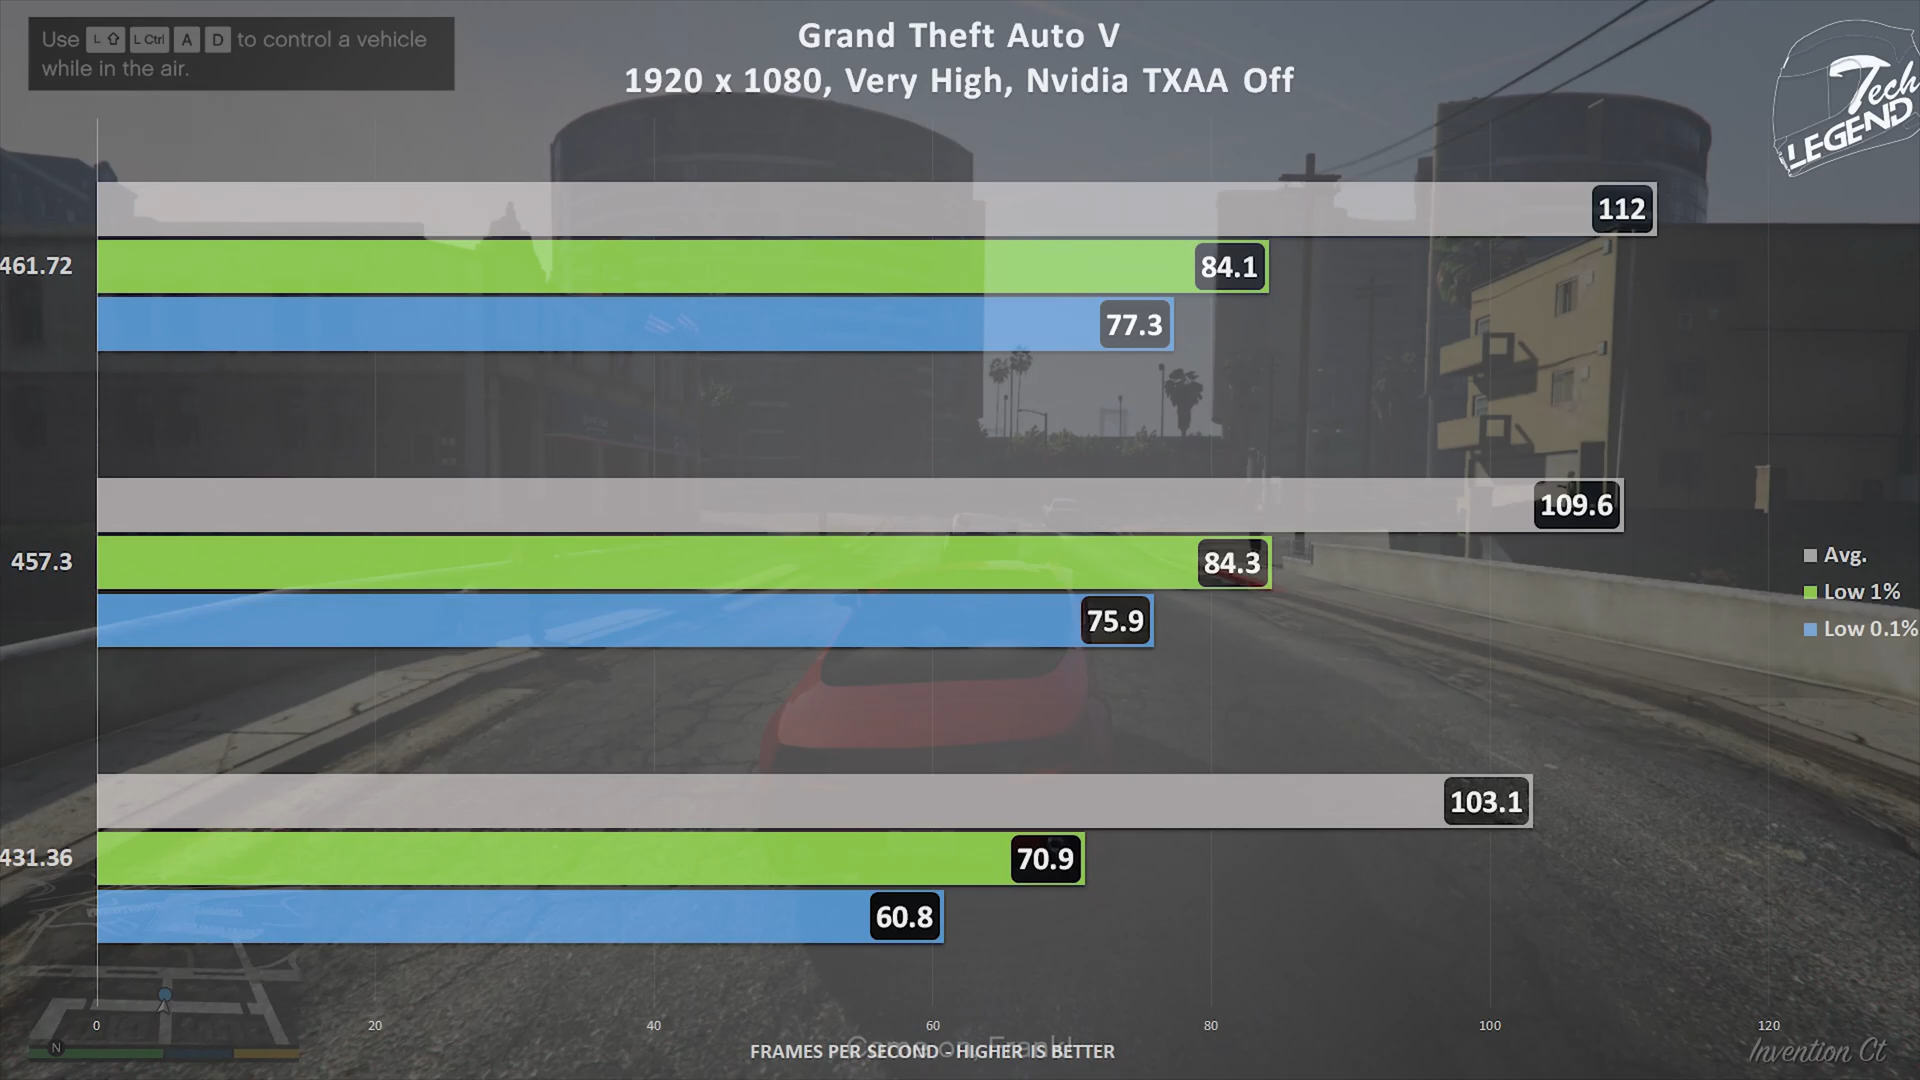 Use L ⇧ L Ctrl A D to control a vehicle
while in the air.
Grand Theft Auto V
1920 x 1080, Very High, Nvidia TXAA Off
Tech
LEGEND
461.72
112
84.1
77.3
457.3
109.6
84.3
75.9
431.36
103.1
70.9
60.8
Avg.
Low 1%
Low 0.1%
0 20 40 60 80 100 120
N
FRAMES PER SECOND - HIGHER IS BETTER
Invention Ct